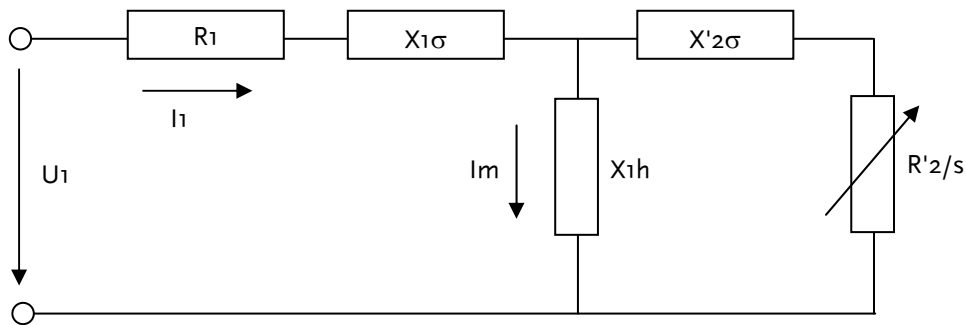 R1
X1σ
X'2σ
I1
U1
Im
X1h
R'2/s